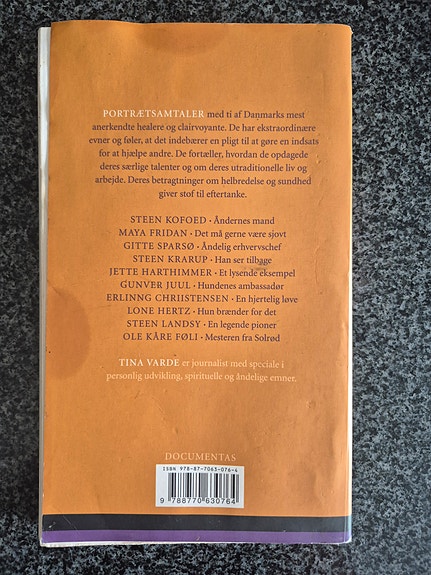 PORTRÆTSAMTALER med ti af Danmarks mest
anerkendte healere og clairvoyante. De har ekstraordinære
evner og føler, at det indebærer en pligt til at gøre en indsats
for at hjælpe andre. De fortæller, hvordan de opdagede
deres særlige talenter og om deres utraditionelle liv og
arbejde. Deres betragtninger om helbredelse og sundhed
giver stof til eftertanke.
STEEN KOFOED · Åndernes mand
MAYA FRIDAN · Det må gerne være sjovt
GITTE SPARSØ · Åndelig erhvervschef
STEEN KRARUP · Han ser tilbage
JETTE HARTHIMMER · Et lysende eksempel
GUNVER JUUL · Hundenes ambassadør
ERLINNG CHRIISTENSEN · En hjertelig løve
LONE HERTZ · Hun brænder for det
STEEN LANDSY · En legende pioner
OLE KÅRE FØLI · Mesteren fra Solrød
TINA VARDE er journalist med speciale i
personlig udvikling, spirituelle og åndelige emner.
DOCUMENTAS
ISBN 978-87-7063-076-4
9 788770 630764